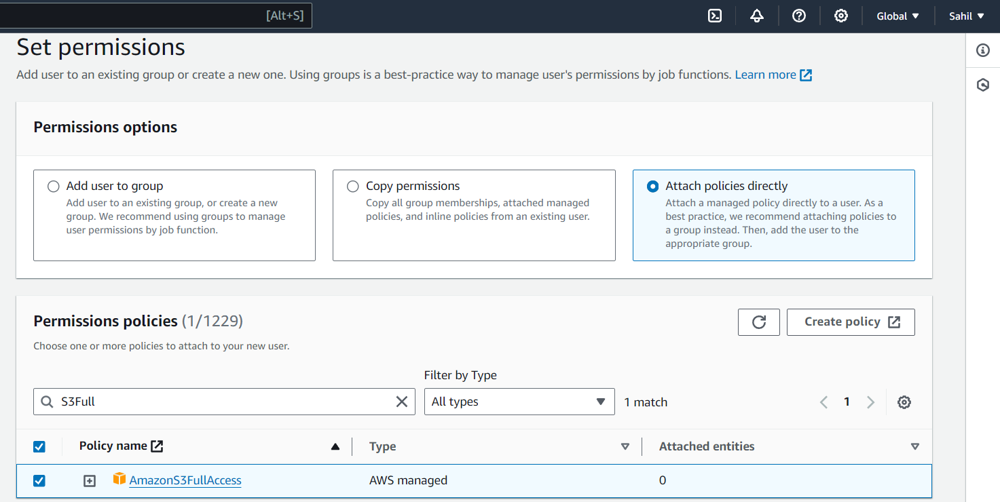 [Alt+S]
Global
Sahil
Set permissions
Add user to an existing group or create a new one. Using groups is a best-practice way to manage user's permissions by job functions. Learn more
Permissions options
Add user to group
Add user to an existing group, or create a new
group. We recommend using groups to manage
user permissions by job function.
Copy permissions
Copy all group memberships, attached managed
policies, and inline policies from an existing user.
Attach policies directly
Attach a managed policy directly to a user. As a
best practice, we recommend attaching policies to
a group instead. Then, add the user to the
appropriate group.
Permissions policies (1/1229)
Create policy
Choose one or more policies to attach to your new user.
Filter by Type
S3Full
All types
1 match
1
Policy name
Type
Attached entities
AmazonS3FullAccess
AWS managed
0